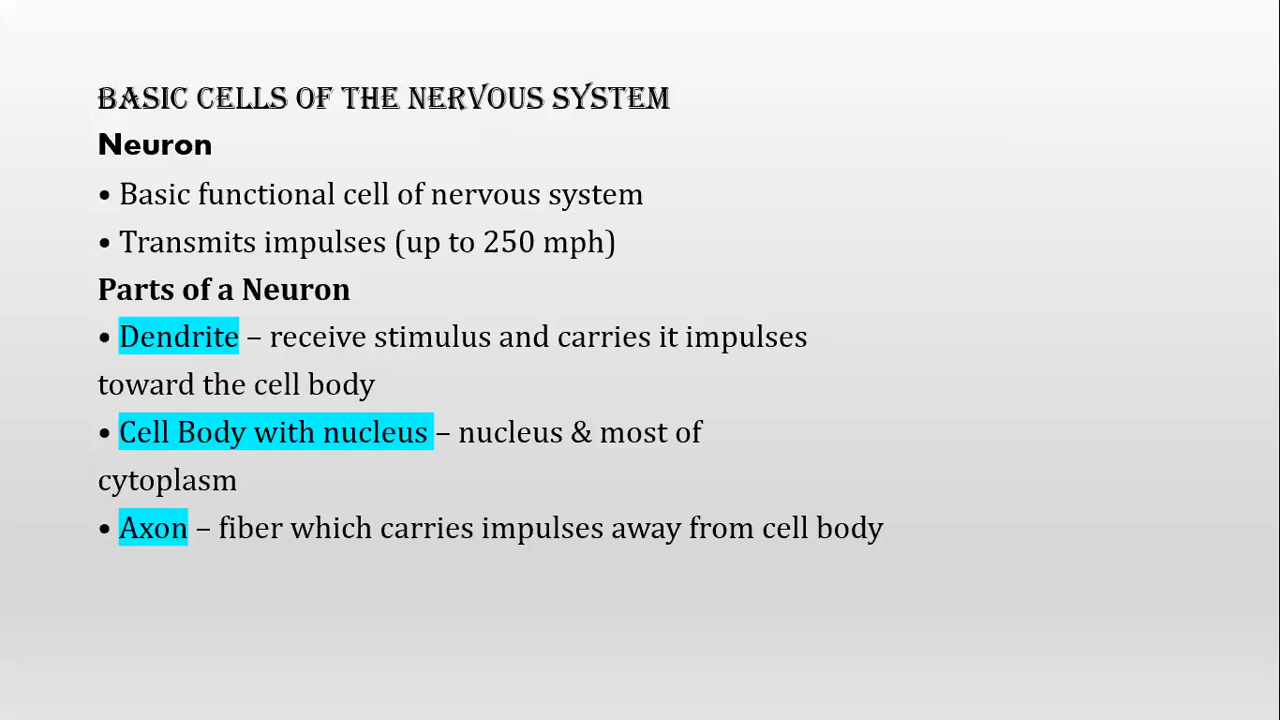 BASIC CELLS OF THE NERVOUS SYSTEM
Neuron
• Basic functional cell of nervous system
• Transmits impulses (up to 250 mph)
Parts of a Neuron
• Dendrite – receive stimulus and carries it impulses
toward the cell body
• Cell Body with nucleus – nucleus & most of
cytoplasm
• Axon – fiber which carries impulses away from cell body